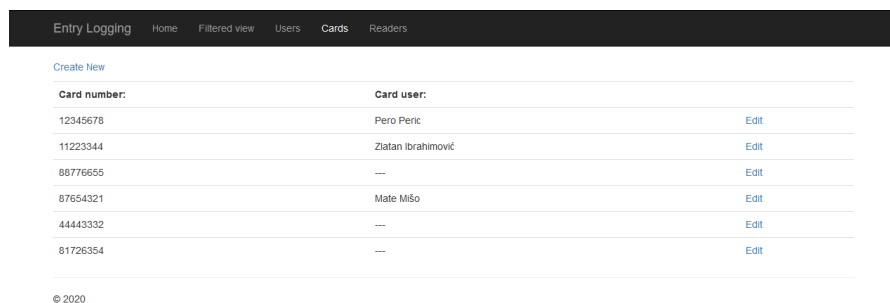 Entry Logging Home Filtered view Users Cards Readers
Create New
Card number: Card user:
12345678 Pero Peric Edit
11223344 Zlatan Ibrahimović Edit
88776655 --- Edit
87654321 Mate Mišo Edit
44443332 --- Edit
81726354 --- Edit
© 2020